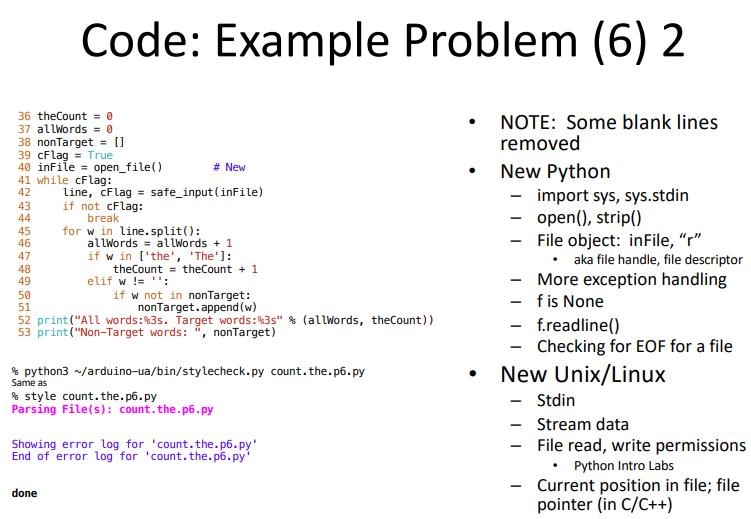 Code: Example Problem (6) 2
36 theCount = 0
37 allWords = 0
38 nonTarget = []
39 cFlag = True
40 inFile = open_file()        # New
41 while cFlag:
42     line, cFlag = safe_input(inFile)
43     if not cFlag:
44         break
45     for w in line.split():
46         allWords = allWords + 1
47         if w in ['the', 'The']:
48             theCount = theCount + 1
49         elif w != '':
50             if w not in nonTarget:
51                 nonTarget.append(w)
52 print("All words:%3s. Target words:%3s" % (allWords, theCount))
53 print("Non-Target words: ", nonTarget)
% python3 ~/arduino-ua/bin/stylecheck.py count.the.p6.py
Same as
% style count.the.p6.py
Parsing File(s): count.the.p6.py
Showing error log for 'count.the.p6.py'
End of error log for 'count.the.p6.py'
done
• NOTE: Some blank lines
removed
• New Python
– import sys, sys.stdin
– open(), strip()
– File object: inFile, “r”
• aka file handle, file descriptor
– More exception handling
– f is None
– f.readline()
– Checking for EOF for a file
• New Unix/Linux
– Stdin
– Stream data
– File read, write permissions
• Python Intro Labs
– Current position in file; file
pointer (in C/C++)